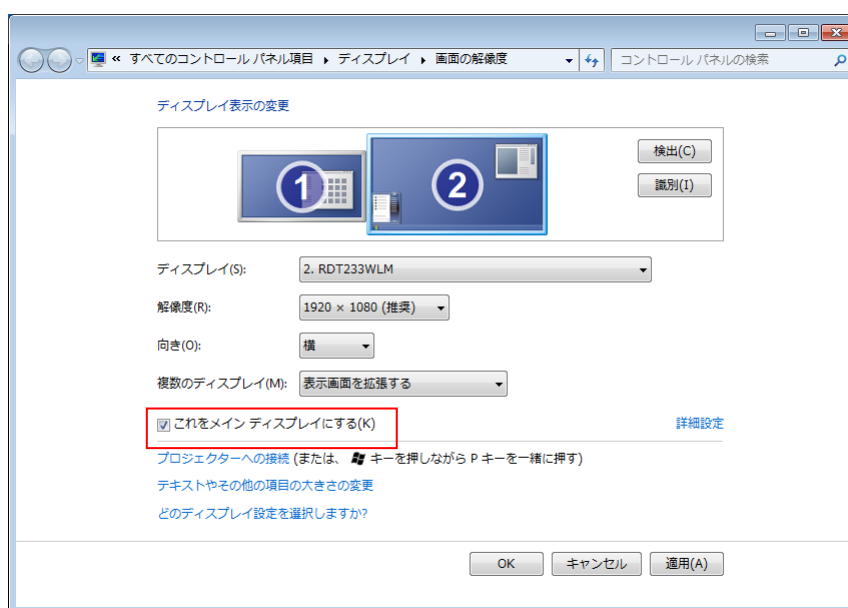 « すべてのコントロール パネル項目 ▸ ディスプレイ ▸ 画面の解像度
コントロール パネルの検索
ディスプレイ表示の変更
1
2
検出(C)
識別(I)
ディスプレイ(S): 2. RDT233WLM
解像度(R): 1920 × 1080 (推奨)
向き(O): 横
複数のディスプレイ(M): 表示画面を拡張する
これをメイン ディスプレイにする(K) 詳細設定
プロジェクターへの接続 (または、 キーを押しながら P キーを一緒に押す)
テキストやその他の項目の大きさの変更
どのディスプレイ設定を選択しますか?
OK キャンセル 適用(A)